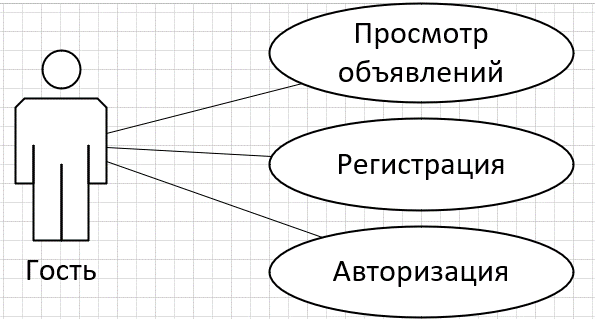 Просмотр
объявлений
Регистрация
Авторизация
Гость